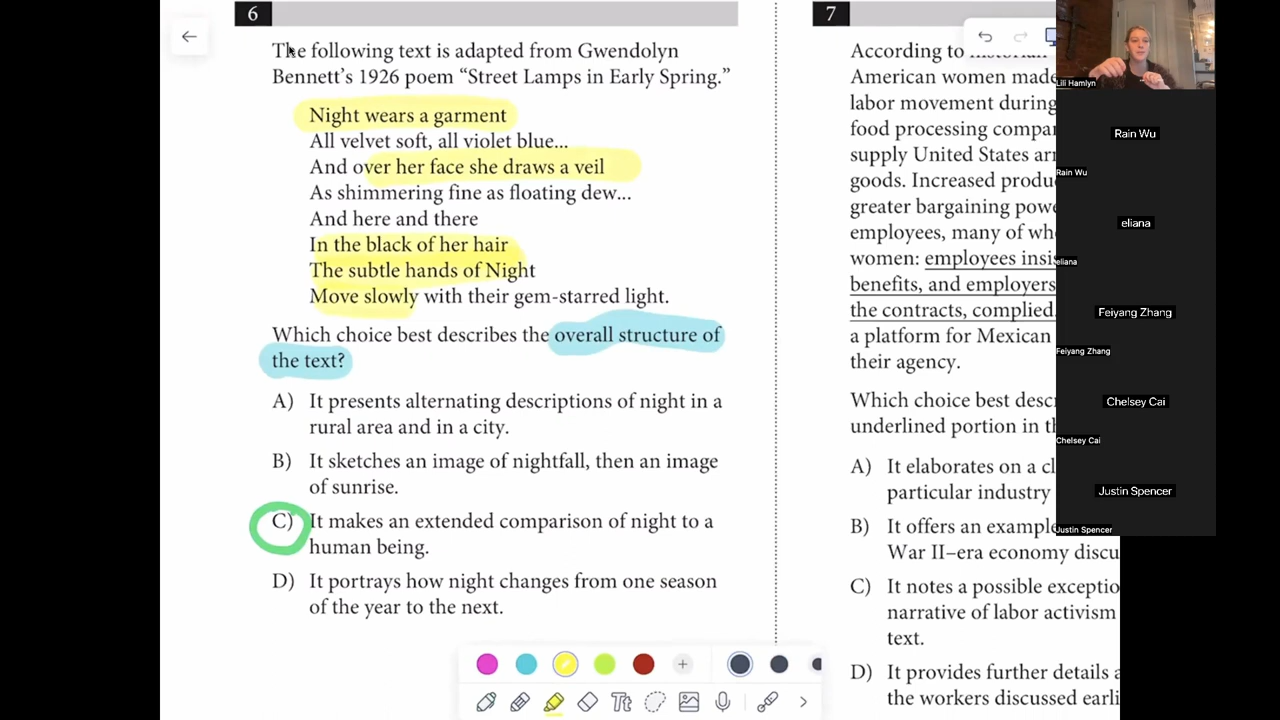 6
The following text is adapted from Gwendolyn
Bennett's 1926 poem "Street Lamps in Early Spring."
Night wears a garment
All velvet soft, all violet blue...
And over her face she draws a veil
As shimmering fine as floating dew...
And here and there
In the black of her hair
The subtle hands of Night
Move slowly with their gem-starred light.
Which choice best describes the overall structure of
the text?
A) It presents alternating descriptions of night in a
rural area and in a city.
B) It sketches an image of nightfall, then an image
of sunrise.
C) It makes an extended comparison of night to a
human being.
D) It portrays how night changes from one season
of the year to the next.
7
According to
American women made
labor movement during
food processing compa
supply United States ar
goods. Increased produ
greater bargaining pow
employees, many of wh
women: employees insi
benefits, and employers
the contracts, complied.
a platform for Mexican
their agency.
Which choice best desc
underlined portion in t
A) It elaborates on a cl
particular industry
B) It offers an example
War II–era economy discu
C) It notes a possible exceptio
narrative of labor activism
text.
D) It provides further details a
the workers discussed earli
Tt
Lili Hamlyn
Rain Wu
Rain Wu
eliana
eliana
Feiyang Zhang
Feiyang Zhang
Chelsey Cai
Chelsey Cai
Justin Spencer
Justin Spencer